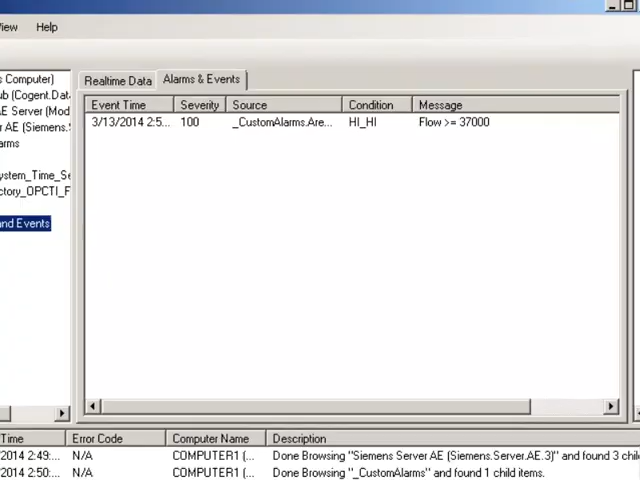 View Help
s Computer)
ub (Cogent.Dat
AE Server (Mod
r AE (Siemens.S
arms
ystem_Time_Se
ctory_OPCTI_F
and Events
Realtime Data Alarms & Events
Event Time Severity Source Condition Message
3/13/2014 2:5... 100 _CustomAlarms.Are... HI_HI Flow >= 37000
Time Error Code Computer Name Description
/2014 2:49:... N/A COMPUTER1 (... Done Browsing "Siemens Server AE (Siemens.Server.AE.3)" and found 3 chil
/2014 2:50:... N/A COMPUTER1 (... Done Browsing "_CustomAlarms" and found 1 child items.